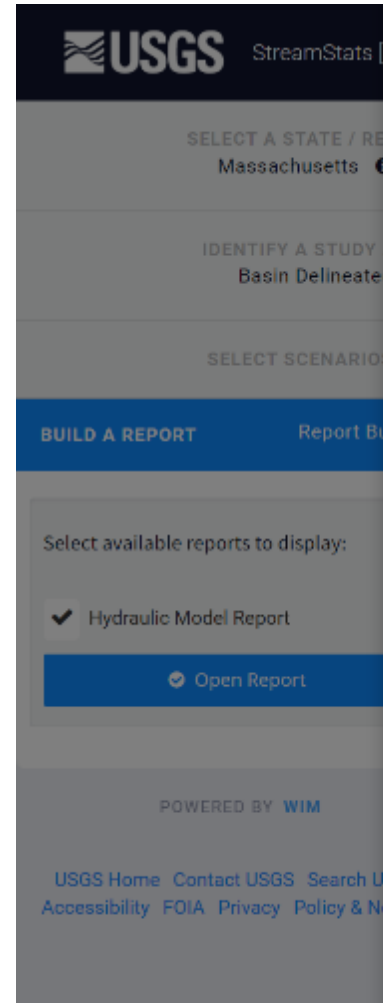 USGS StreamStats
SELECT A STATE / RE
Massachusetts
IDENTIFY A STUDY
Basin Delineate
SELECT SCENARIO
BUILD A REPORT Report Bu
Select available reports to display:
Hydraulic Model Report
Open Report
POWERED BY WIM
USGS Home Contact USGS Search U
Accessibility FOIA Privacy Policy & No